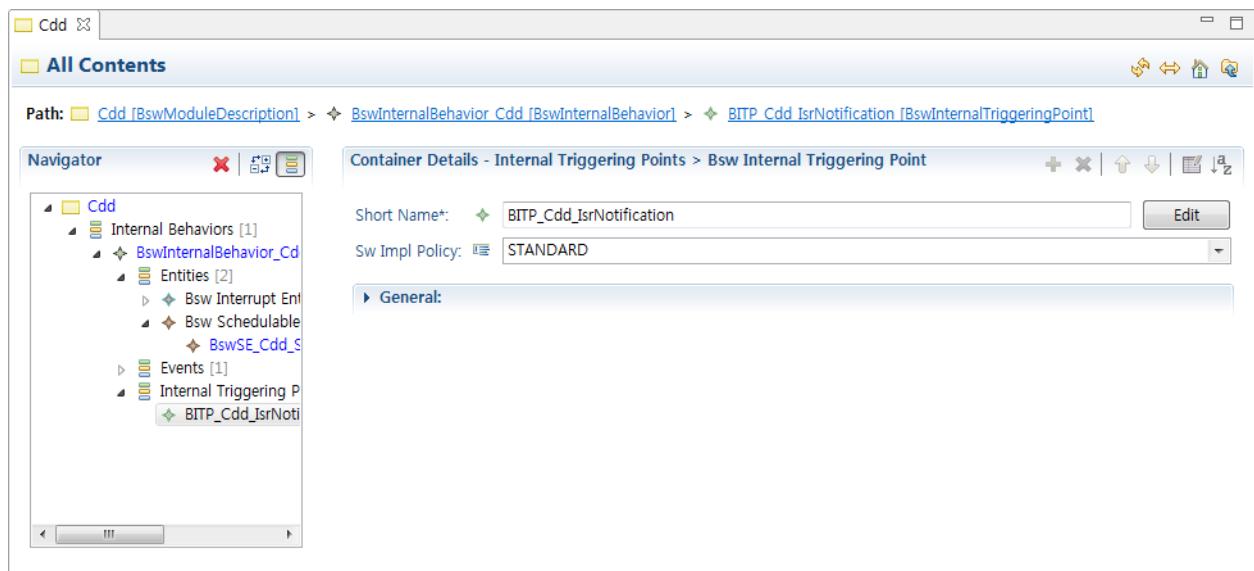 Cdd
All Contents
Path: Cdd [BswModuleDescription] > BswInternalBehavior_Cdd [BswInternalBehavior] > BITP_Cdd_IsrNotification [BswInternalTriggeringPoint]
Navigator
Cdd
Internal Behaviors [1]
BswInternalBehavior_Cd
Entities [2]
Bsw Interrupt Ent
Bsw Schedulable
BswSE_Cdd_S
Events [1]
Internal Triggering P
BITP_Cdd_IsrNoti
Container Details - Internal Triggering Points > Bsw Internal Triggering Point
Short Name*: BITP_Cdd_IsrNotification Edit
Sw Impl Policy: STANDARD
General: